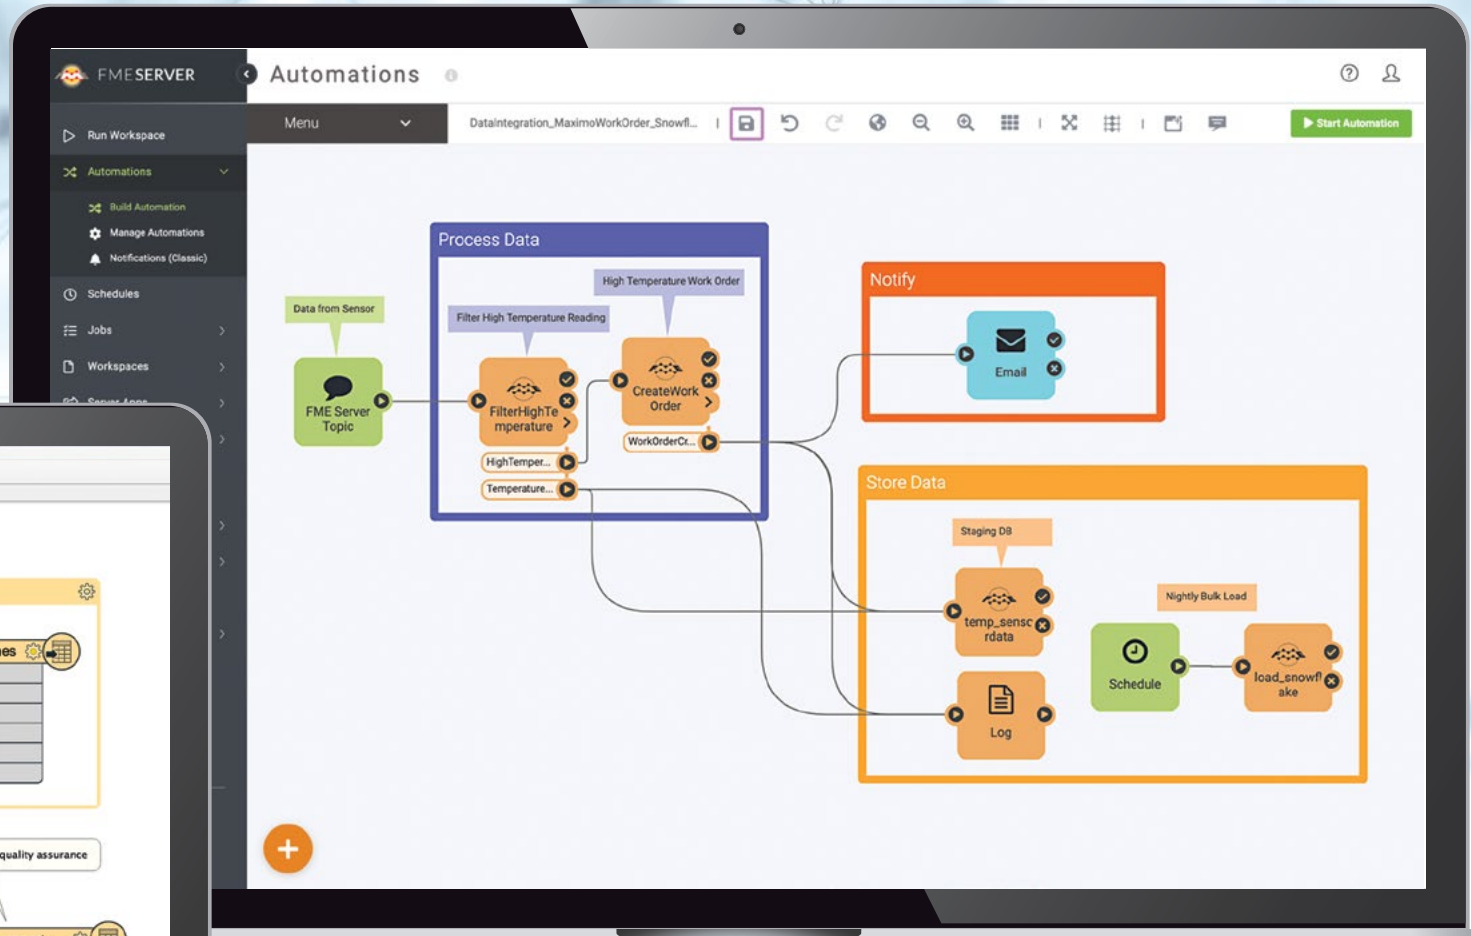 FMESERVER
Automations
Run Workspace
Automations
Build Automation
Manage Automations
Notifications (Classic)
Schedules
Jobs
Workspaces
Server Apps
Menu
DataIntegration_MaximoWorkOrder_Snowfl...
Start Automation
Process Data
High Temperature Work Order
Data from Sensor
Filter High Temperature Reading
FME Server
Topic
FilterHighTe
mperature
CreateWork
Order
HighTemper...
WorkOrderCr...
Temperature...
Notify
Email
Store Data
Staging DB
temp_senso
rdata
Log
Nightly Bulk Load
Schedule
load_snowfl
ake
quality assurance